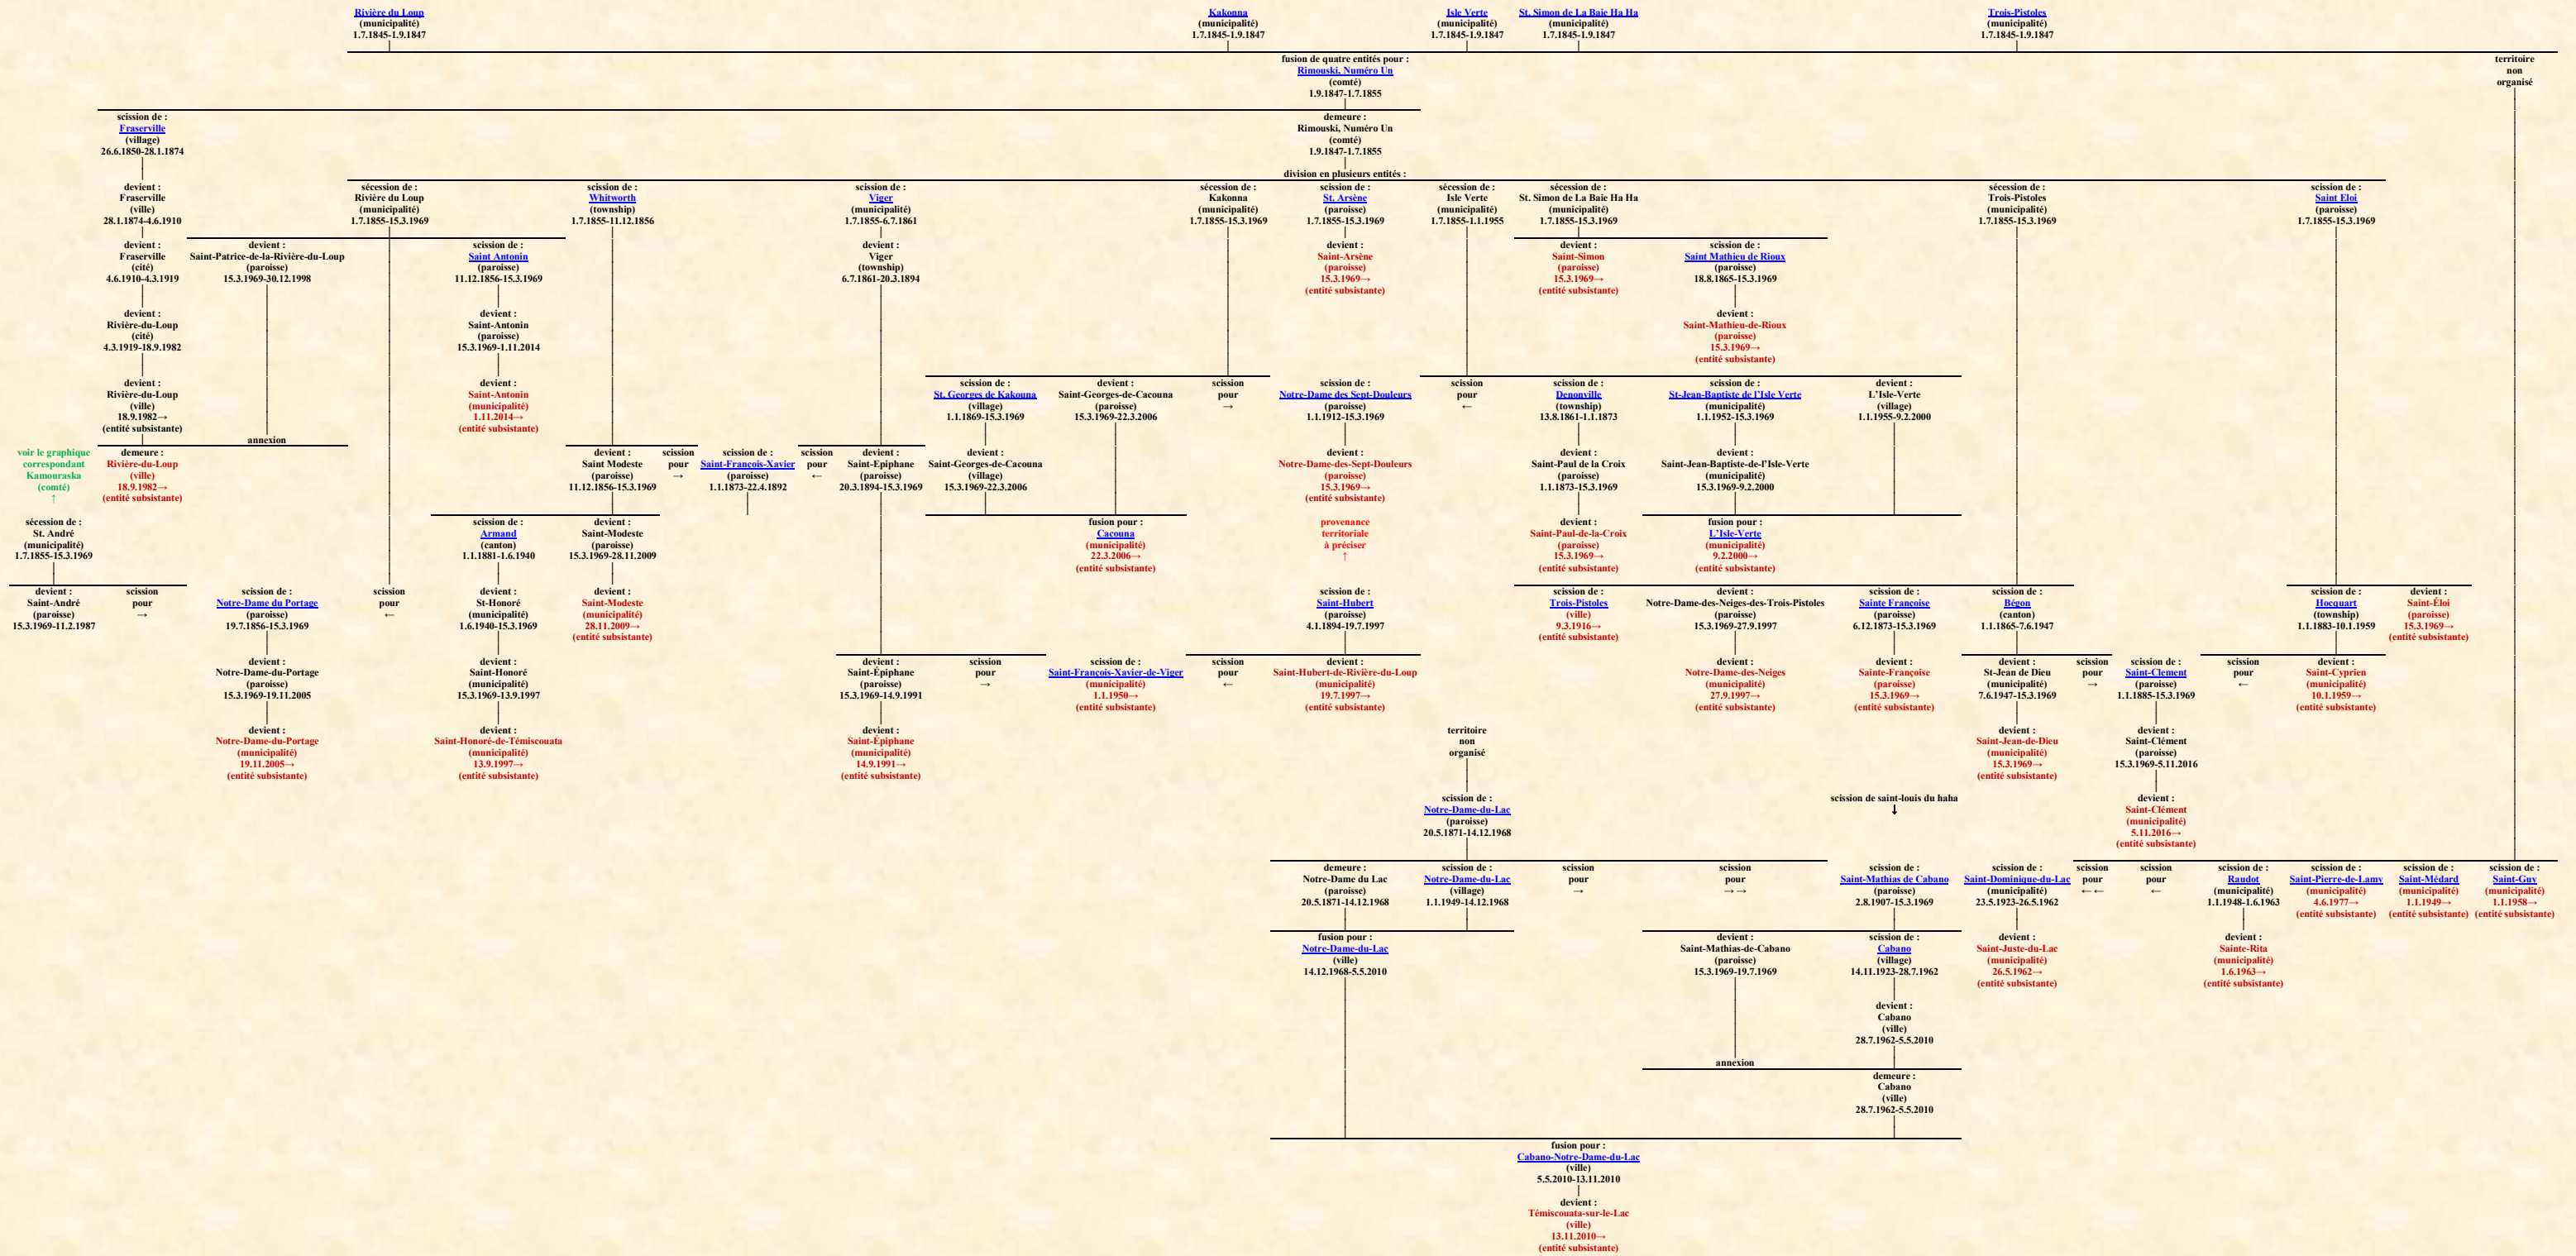 Rivière du Loup
(municipalité)
1.7.1845-1.9.1847
Kakonna
(municipalité)
1.7.1845-1.9.1847
Isle Verte
(municipalité)
1.7.1845-1.9.1847
St. Simon de La Baie Ha Ha
(municipalité)
1.7.1845-1.9.1847
Trois-Pistoles
(municipalité)
1.7.1845-1.9.1847
fusion de quatre entités pour :
Rimouski, Numéro Un
(comté)
1.9.1847-1.7.1855
territoire
non
organisé
scission de :
Fraserville
(village)
26.6.1850-28.1.1874
demeure :
Rimouski, Numéro Un
(comté)
1.9.1847-1.7.1855
division en plusieurs entités :
devient :
Fraserville
(ville)
28.1.1874-4.6.1910
sécession de :
Rivière du Loup
(municipalité)
1.7.1855-15.3.1969
scission de :
Whitworth
(township)
1.7.1855-11.12.1856
scission de :
Viger
(municipalité)
1.7.1855-6.7.1861
sécession de :
Kakonna
(municipalité)
1.7.1855-15.3.1969
scission de :
St. Arsène
(paroisse)
1.7.1855-15.3.1969
sécession de :
Isle Verte
(municipalité)
1.7.1855-1.1.1955
sécession de :
St. Simon de La Baie Ha Ha
(municipalité)
1.7.1855-15.3.1969
sécession de :
Trois-Pistoles
(municipalité)
1.7.1855-15.3.1969
scission de :
Saint Eloi
(paroisse)
1.7.1855-15.3.1969
devient :
Fraserville
(cité)
4.6.1910-4.3.1919
devient :
Saint-Patrice-de-la-Rivière-du-Loup
(paroisse)
15.3.1969-30.12.1998
scission de :
Saint Antonin
(paroisse)
11.12.1856-15.3.1969
devient :
Viger
(township)
6.7.1861-20.3.1894
devient :
Saint-Arsène
(paroisse)
15.3.1969→
(entité subsistante)
devient :
Saint-Simon
(paroisse)
15.3.1969→
(entité subsistante)
scission de :
Saint Mathieu de Rioux
(paroisse)
18.8.1865-15.3.1969
devient :
Rivière-du-Loup
(cité)
4.3.1919-18.9.1982
devient :
Saint-Antonin
(paroisse)
15.3.1969-1.11.2014
devient :
Saint-Mathieu-de-Rioux
(paroisse)
15.3.1969→
(entité subsistante)
devient :
Rivière-du-Loup
(ville)
18.9.1982→
(entité subsistante)
annexion
devient :
Saint-Antonin
(municipalité)
1.11.2014→
(entité subsistante)
scission de :
St. Georges de Kakouna
(village)
1.1.1869-15.3.1969
devient :
Saint-Georges-de-Cacouna
(paroisse)
15.3.1969-22.3.2006
scission
pour
→
scission de :
Notre-Dame des Sept-Douleurs
(paroisse)
1.1.1912-15.3.1969
scission
pour
←
scission de :
Denonville
(township)
13.8.1861-1.1.1873
scission de :
St-Jean-Baptiste de l'Isle Verte
(municipalité)
1.1.1952-15.3.1969
devient :
L'Isle-Verte
(village)
1.1.1955-9.2.2000
voir le graphique
correspondant
Kamouraska
(comté)
↑
demeure :
Rivière-du-Loup
(ville)
18.9.1982→
(entité subsistante)
devient :
Saint Modeste
(paroisse)
11.12.1856-15.3.1969
scission
pour
→
scission de :
Saint-François-Xavier
(paroisse)
1.1.1873-22.4.1892
scission
pour
←
devient :
Saint-Epiphane
(paroisse)
20.3.1894-15.3.1969
devient :
Saint-Georges-de-Cacouna
(village)
15.3.1969-22.3.2006
devient :
Notre-Dame-des-Sept-Douleurs
(paroisse)
15.3.1969→
(entité subsistante)
devient :
Saint-Paul de la Croix
(paroisse)
1.1.1873-15.3.1969
devient :
Saint-Jean-Baptiste-de-l'Isle-Verte
(municipalité)
15.3.1969-9.2.2000
sécession de :
St. André
(municipalité)
1.7.1855-15.3.1969
scission de :
Armand
(canton)
1.1.1881-1.6.1940
devient :
Saint-Modeste
(paroisse)
15.3.1969-28.11.2009
fusion pour :
Cacouna
(municipalité)
22.3.2006→
(entité subsistante)
provenance
territoriale
à préciser
↑
devient :
Saint-Paul-de-la-Croix
(paroisse)
15.3.1969→
(entité subsistante)
fusion pour :
L'Isle-Verte
(municipalité)
9.2.2000→
(entité subsistante)
devient :
Saint-André
(paroisse)
15.3.1969-11.2.1987
scission
pour
→
scission de :
Notre-Dame du Portage
(paroisse)
19.7.1856-15.3.1969
scission
pour
←
devient :
St-Honoré
(municipalité)
1.6.1940-15.3.1969
devient :
Saint-Modeste
(municipalité)
28.11.2009→
(entité subsistante)
scission de :
Saint-Hubert
(paroisse)
4.1.1894-19.7.1997
scission de :
Trois-Pistoles
(ville)
9.3.1916→
(entité subsistante)
devient :
Notre-Dame-des-Neiges-des-Trois-Pistoles
(paroisse)
15.3.1969-27.9.1997
scission de :
Sainte Françoise
(paroisse)
6.12.1873-15.3.1969
scission de :
Bégon
(canton)
1.1.1865-7.6.1947
scission de :
Hocquart
(township)
1.1.1883-10.1.1959
devient :
Saint-Éloi
(paroisse)
15.3.1969→
(entité subsistante)
devient :
Notre-Dame-du-Portage
(paroisse)
15.3.1969-19.11.2005
devient :
Saint-Honoré
(municipalité)
15.3.1969-13.9.1997
devient :
Saint-Épiphane
(paroisse)
15.3.1969-14.9.1991
scission
pour
→
scission de :
Saint-François-Xavier-de-Viger
(municipalité)
1.1.1950→
(entité subsistante)
scission
pour
←
devient :
Saint-Hubert-de-Rivière-du-Loup
(municipalité)
19.7.1997→
(entité subsistante)
devient :
Notre-Dame-des-Neiges
(municipalité)
27.9.1997→
(entité subsistante)
devient :
Sainte-Françoise
(paroisse)
15.3.1969→
(entité subsistante)
devient :
St-Jean de Dieu
(municipalité)
7.6.1947-15.3.1969
scission
pour
→
scission de :
Saint-Clement
(paroisse)
1.1.1885-15.3.1969
scission
pour
←
devient :
Saint-Cyprien
(municipalité)
10.1.1959→
(entité subsistante)
devient :
Notre-Dame-du-Portage
(municipalité)
19.11.2005→
(entité subsistante)
devient :
Saint-Honoré-de-Témiscouata
(municipalité)
13.9.1997→
(entité subsistante)
devient :
Saint-Épiphane
(municipalité)
14.9.1991→
(entité subsistante)
territoire
non
organisé
devient :
Saint-Jean-de-Dieu
(municipalité)
15.3.1969→
(entité subsistante)
devient :
Saint-Clément
(paroisse)
15.3.1969-5.11.2016
scission de :
Notre-Dame-du-Lac
(paroisse)
20.5.1871-14.12.1968
scission de saint-louis du haha
↓
devient :
Saint-Clément
(municipalité)
5.11.2016→
(entité subsistante)
demeure :
Notre-Dame du Lac
(paroisse)
20.5.1871-14.12.1968
scission de :
Notre-Dame-du-Lac
(village)
1.1.1949-14.12.1968
scission
pour
→
scission
pour
→→
scission de :
Saint-Mathias de Cabano
(paroisse)
2.8.1907-15.3.1969
scission de :
Saint-Dominique-du-Lac
(municipalité)
23.5.1923-26.5.1962
scission
pour
←←
scission
pour
←
scission de :
Raudot
(municipalité)
1.1.1948-1.6.1963
scission de :
Saint-Pierre-de-Lamy
(municipalité)
4.6.1977→
(entité subsistante)
scission de :
Saint-Médard
(municipalité)
1.1.1949→
(entité subsistante)
scission de :
Saint-Guy
(municipalité)
1.1.1958→
(entité subsistante)
fusion pour :
Notre-Dame-du-Lac
(ville)
14.12.1968-5.5.2010
devient :
Saint-Mathias-de-Cabano
(paroisse)
15.3.1969-19.7.1969
scission de :
Cabano
(village)
14.11.1923-28.7.1962
devient :
Saint-Juste-du-Lac
(municipalité)
26.5.1962→
(entité subsistante)
devient :
Sainte-Rita
(municipalité)
1.6.1963→
(entité subsistante)
devient :
Cabano
(ville)
28.7.1962-5.5.2010
annexion
demeure :
Cabano
(ville)
28.7.1962-5.5.2010
fusion pour :
Cabano-Notre-Dame-du-Lac
(ville)
5.5.2010-13.11.2010
devient :
Témiscouata-sur-le-Lac
(ville)
13.11.2010→
(entité subsistante)